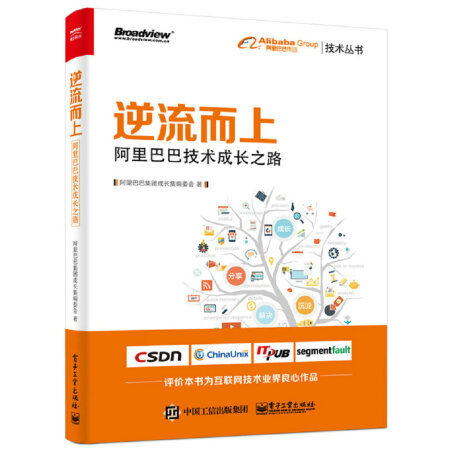 Broadview®
www.broadview.com.cn
Alibaba Group
阿里巴巴集团
技术丛书
逆流而上
阿里巴巴技术成长之路
阿里巴巴集团成长集编委会 著
成长
分享
沉淀
解决
CSDN
ChinaUnix
ITPUB
segmentfault
评价本书为互联网技术业界良心作品
中国工信出版集团
电子工业出版社
逆流而上
阿里巴巴技术成长之路
阿里巴巴集团成长集编委会 著
电子工业出版社